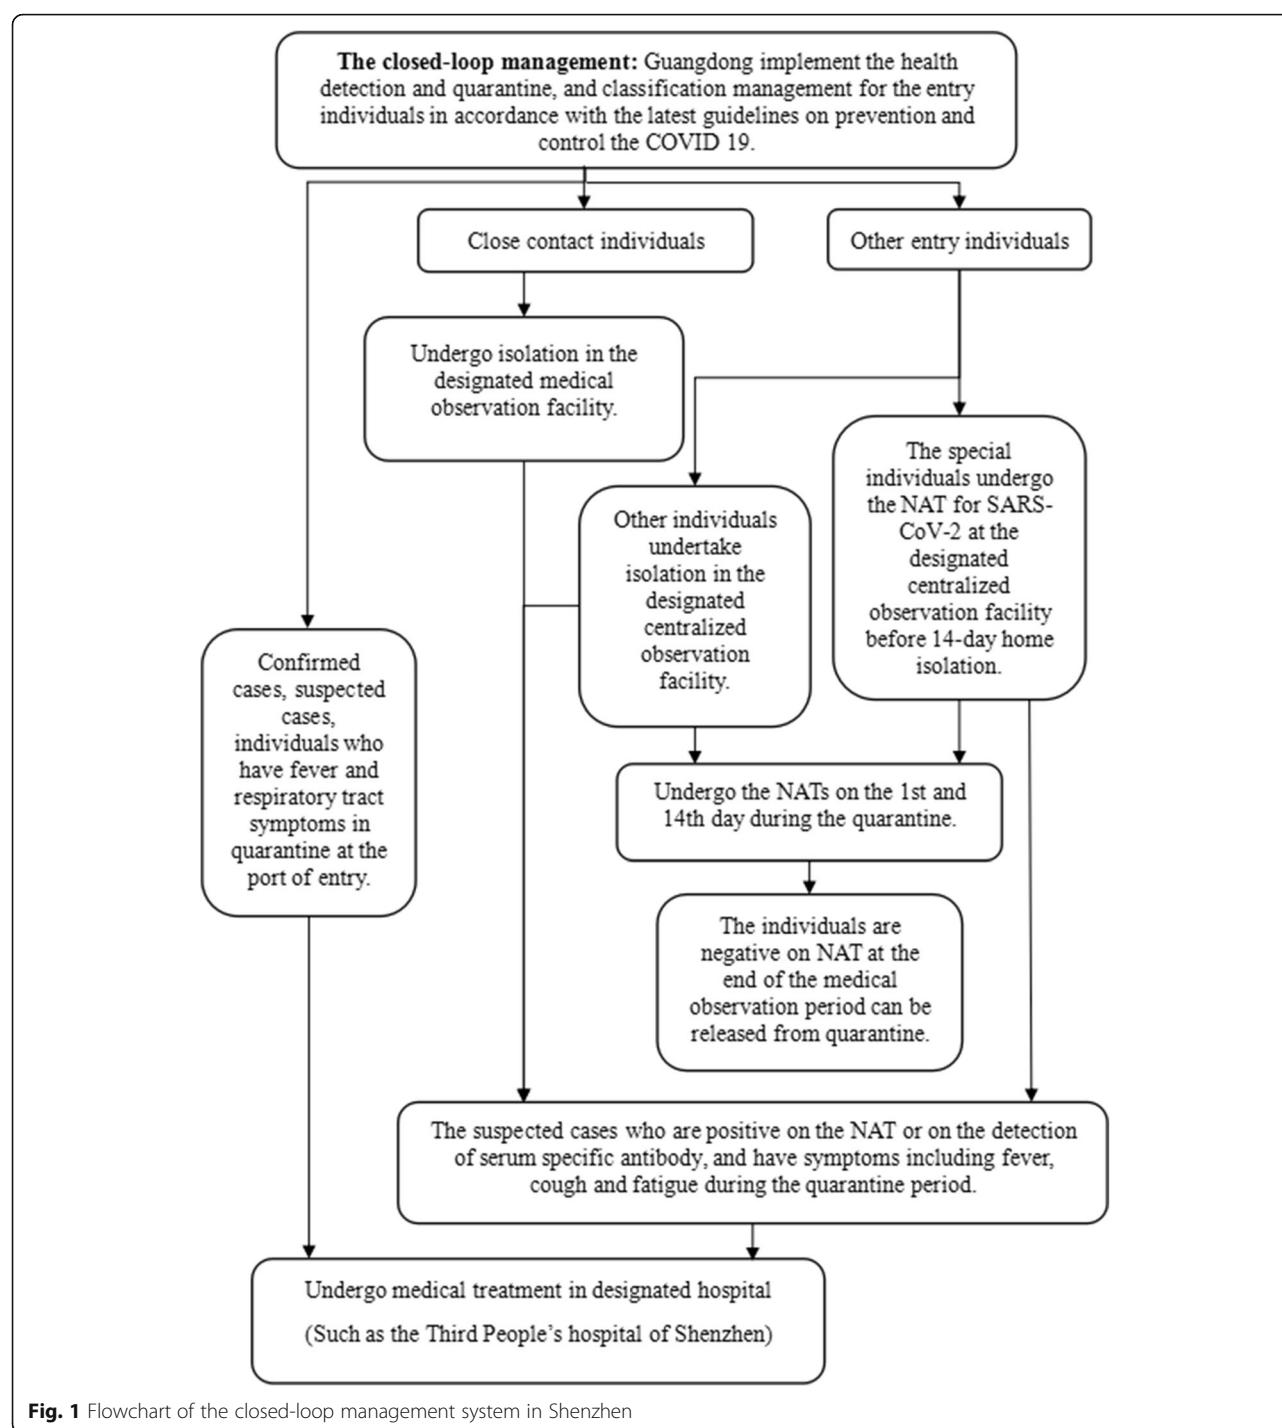 The closed-loop management: Guangdong implement the health
detection and quarantine, and classification management for the entry
individuals in accordance with the latest guidelines on prevention and
control the COVID 19.
Close contact individuals
Other entry individuals
Undergo isolation in the
designated medical
observation facility.
The special
individuals undergo
the NAT for SARS-
CoV-2 at the
designated
centralized
observation facility
before 14-day home
isolation.
Other individuals
undertake
isolation in the
designated
centralized
observation
facility.
Confirmed
cases, suspected
cases,
individuals who
have fever and
respiratory tract
symptoms in
quarantine at the
port of entry.
Undergo the NATs on the 1st and
14th day during the quarantine.
The individuals are
negative on NAT at the
end of the medical
observation period can be
released from quarantine.
The suspected cases who are positive on the NAT or on the detection
of serum specific antibody, and have symptoms including fever,
cough and fatigue during the quarantine period.
Undergo medical treatment in designated hospital
(Such as the Third People's hospital of Shenzhen)
Fig. 1 Flowchart of the closed-loop management system in Shenzhen